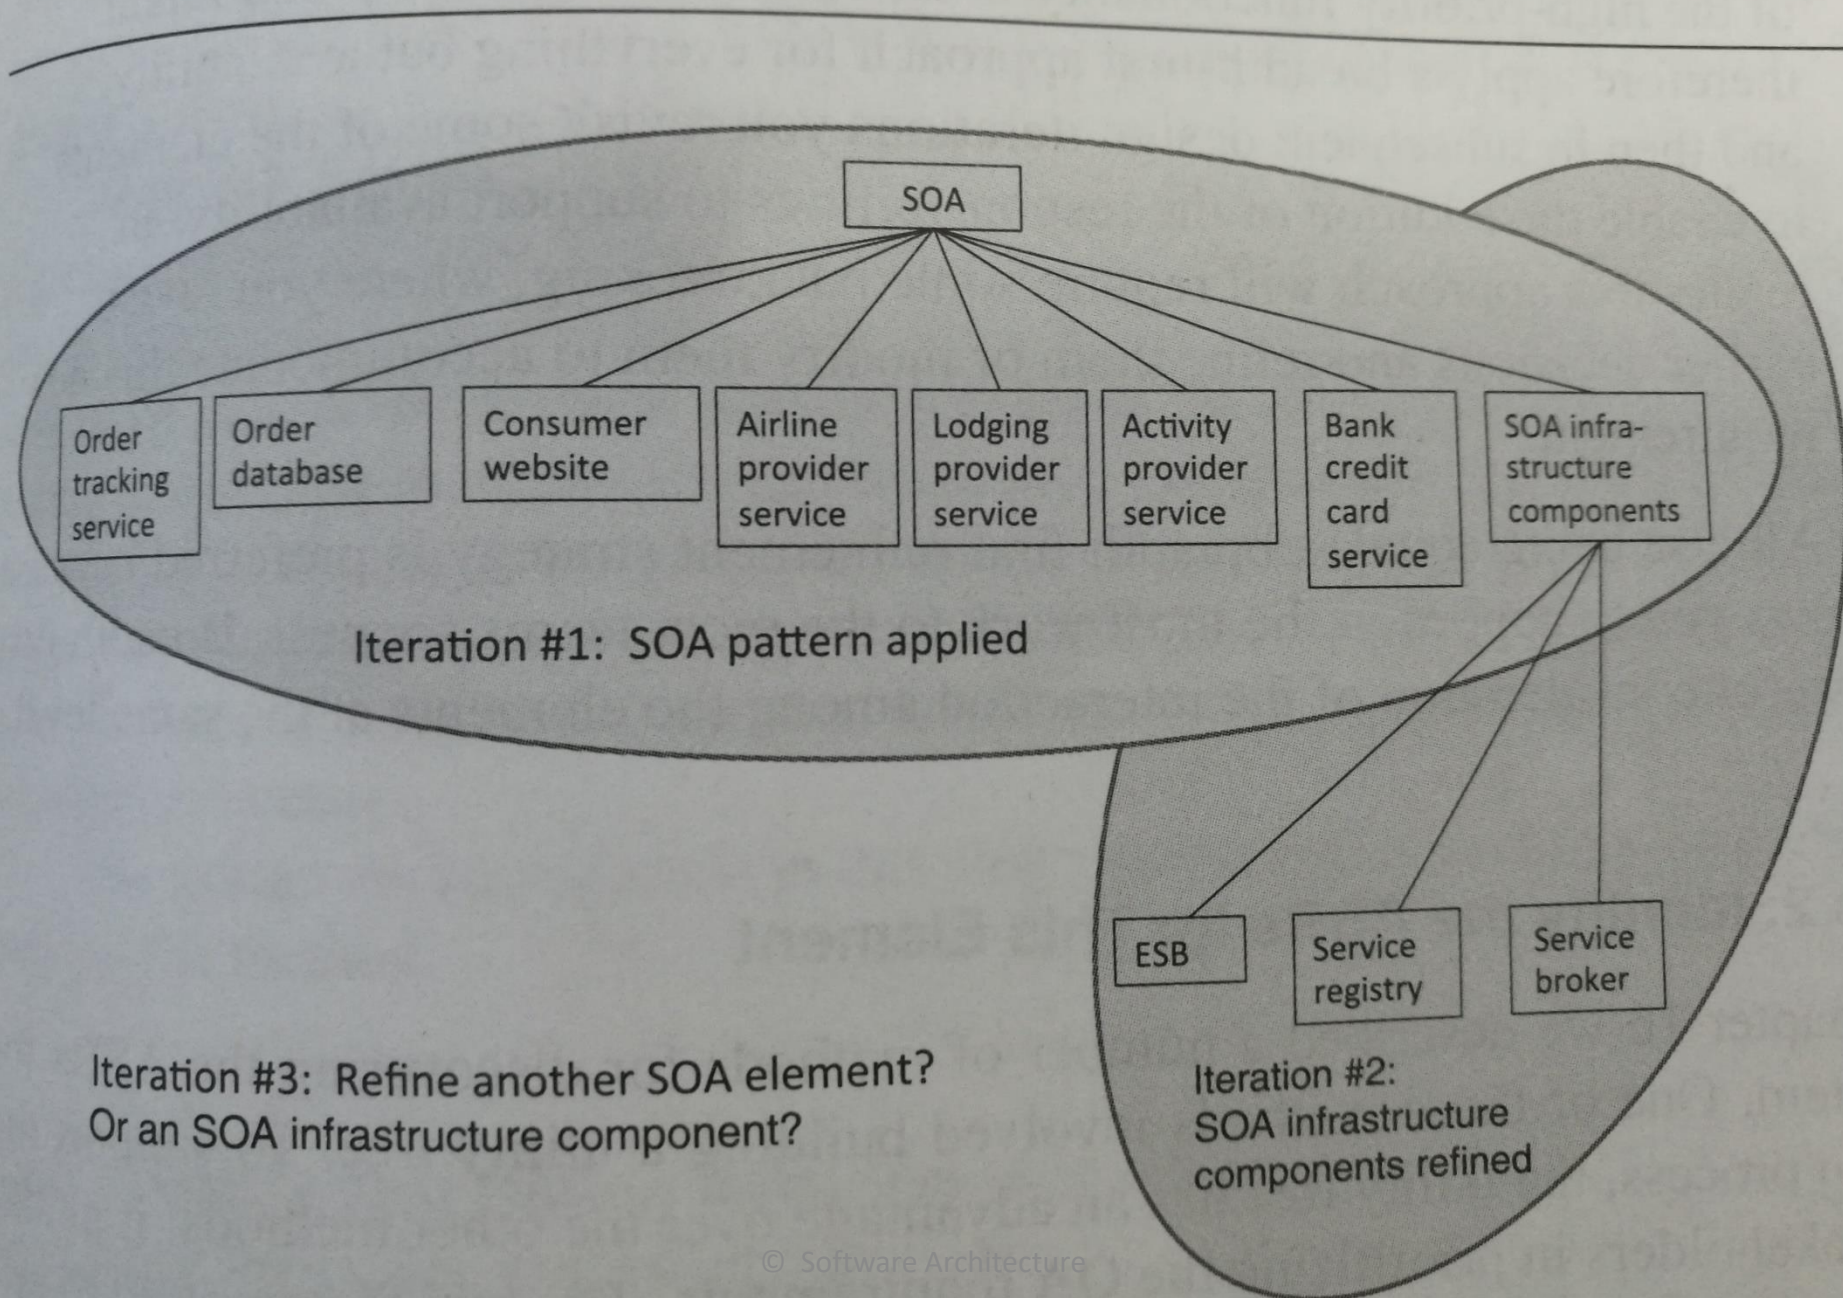 SOA
Order
tracking
service
Order
database
Consumer
website
Airline
provider
service
Lodging
provider
service
Activity
provider
service
Bank
credit
card
service
SOA infra-
structure
components
Iteration #1: SOA pattern applied
ESB
Service
registry
Service
broker
Iteration #3: Refine another SOA element?
Or an SOA infrastructure component?
Iteration #2:
SOA infrastructure
components refined
© Software Architecture